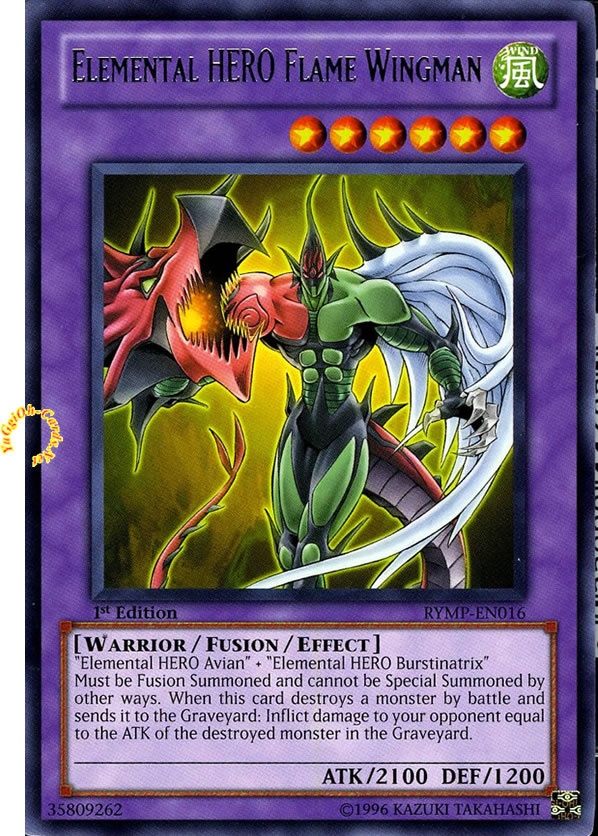 ELEMENTAL HERO FLAME WINGMAN
WIND
風
YuGgiOh-Cards.Net
1st Edition
RYMP-EN016
[WARRIOR / FUSION / EFFECT]
"Elemental HERO Avian" + "Elemental HERO Burstinatrix"
Must be Fusion Summoned and cannot be Special Summoned by
other ways. When this card destroys a monster by battle and
sends it to the Graveyard: Inflict damage to your opponent equal
to the ATK of the destroyed monster in the Graveyard.
ATK/2100 DEF/1200
35809262
©1996 KAZUKI TAKAHASHI